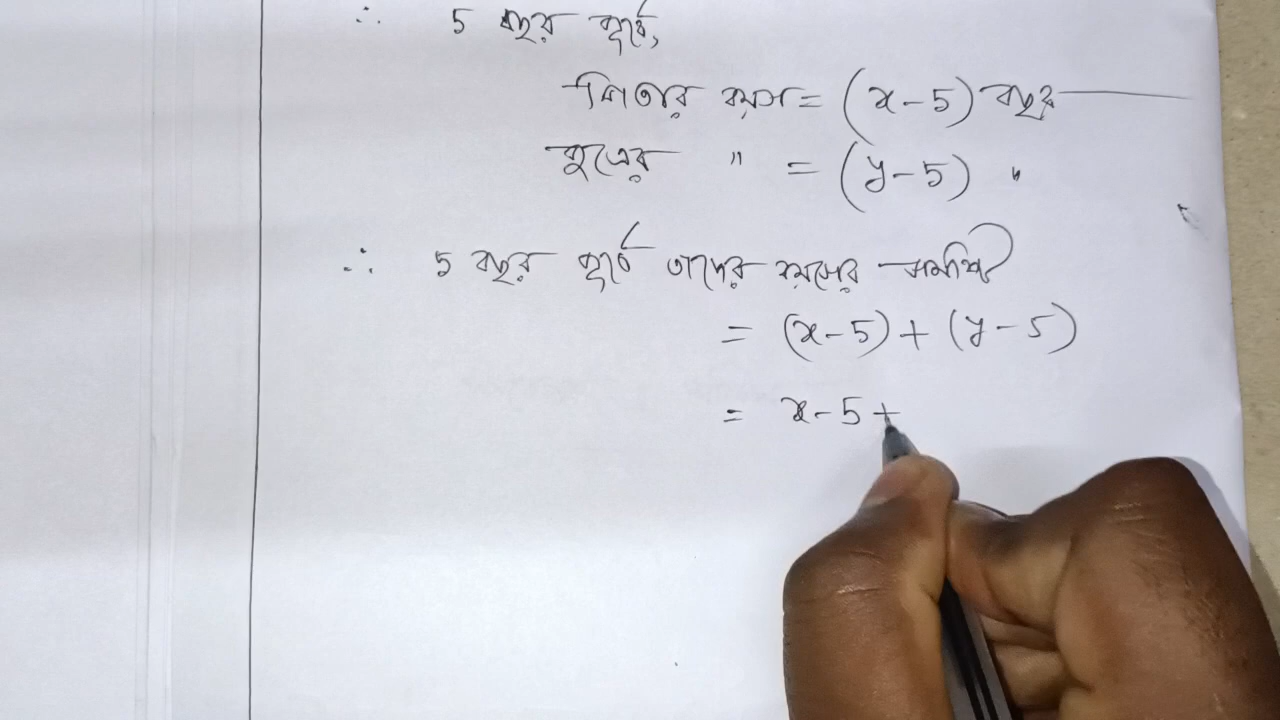 ∴ 5 বছর পূর্বে,
পিতার বয়স = (x-5) বছর
পুত্রের " = (y-5) "
∴ 5 বছর পূর্বে তাদের বয়সের সমষ্টি
= (x-5) + (y-5)
= x-5+